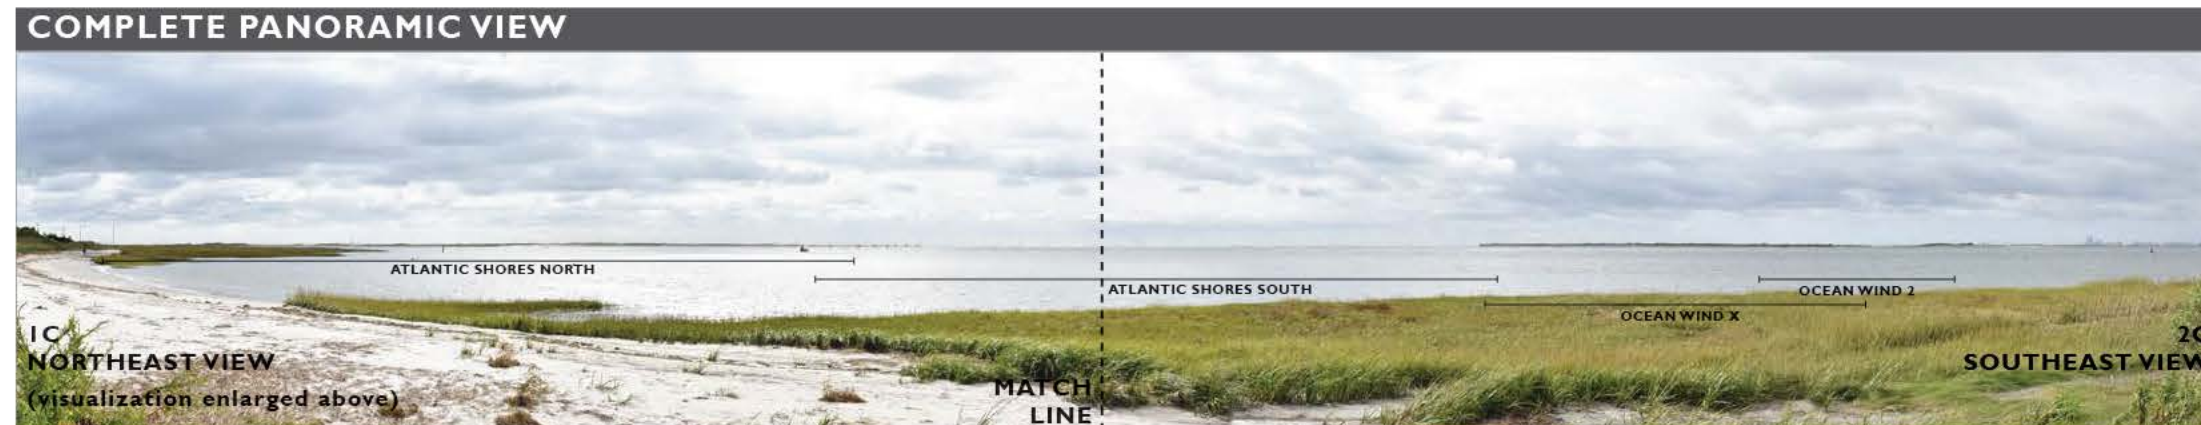 COMPLETE PANORAMIC VIEW
ATLANTIC SHORES NORTH
ATLANTIC SHORES SOUTH
OCEAN WIND 2
OCEAN WIND X
1C
NORTHEAST VIEW
(visualization enlarged above)
MATCH
LINE
2C
SOUTHEAST VIEW